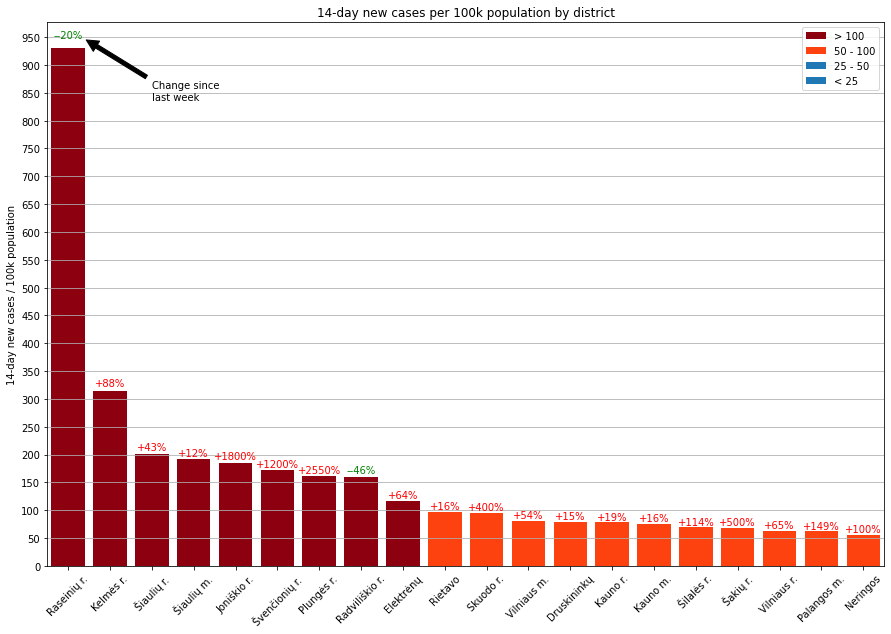 14-day new cases per 100k population by district
14-day new cases / 100k population
950
900
850
800
750
700
650
600
550
500
450
400
350
300
250
200
150
100
50
0
−20%
Change since
last week
> 100
50 - 100
25 - 50
< 25
+88%
+43%
+12%
+1800%
+1200%
+2550%
−46%
+64%
+16%
+400%
+54%
+15%
+19%
+16%
+114%
+500%
+65%
+149%
+100%
Raseinių r.
Kelmės r.
Šiaulių r.
Šiaulių m.
Joniškio r.
Švenčionių r.
Plungės r.
Radviliškio r.
Elektrėnų
Rietavo
Skuodo r.
Vilniaus m.
Druskininkų
Kauno r.
Kauno m.
Šilalės r.
Šakių r.
Vilniaus r.
Palangos m.
Neringos